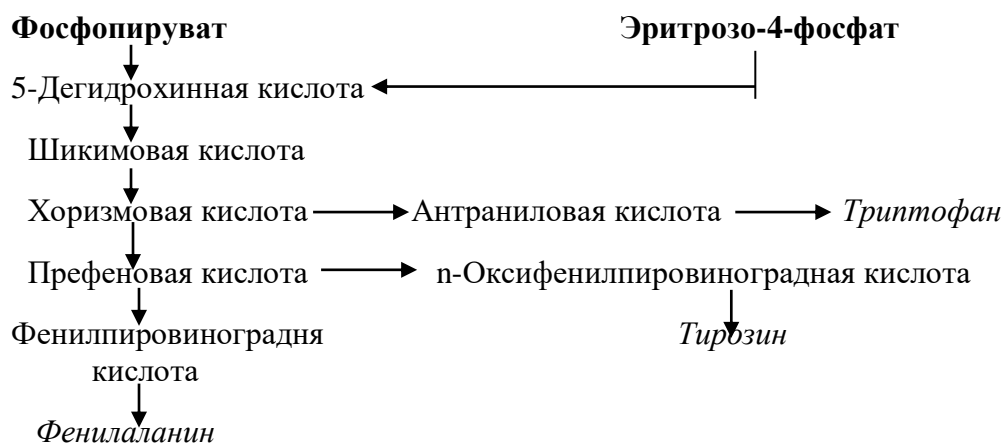 Фосфопируват Эритрозо-4-фосфат
5-Дегидрохинная кислота
Шикимовая кислота
Хоризмовая кислота Антраниловая кислота Триптофан
Префеновая кислота n-Оксифенилпировиноградная кислота
Фенилпировиноградня Тирозин
кислота
Фенилаланин